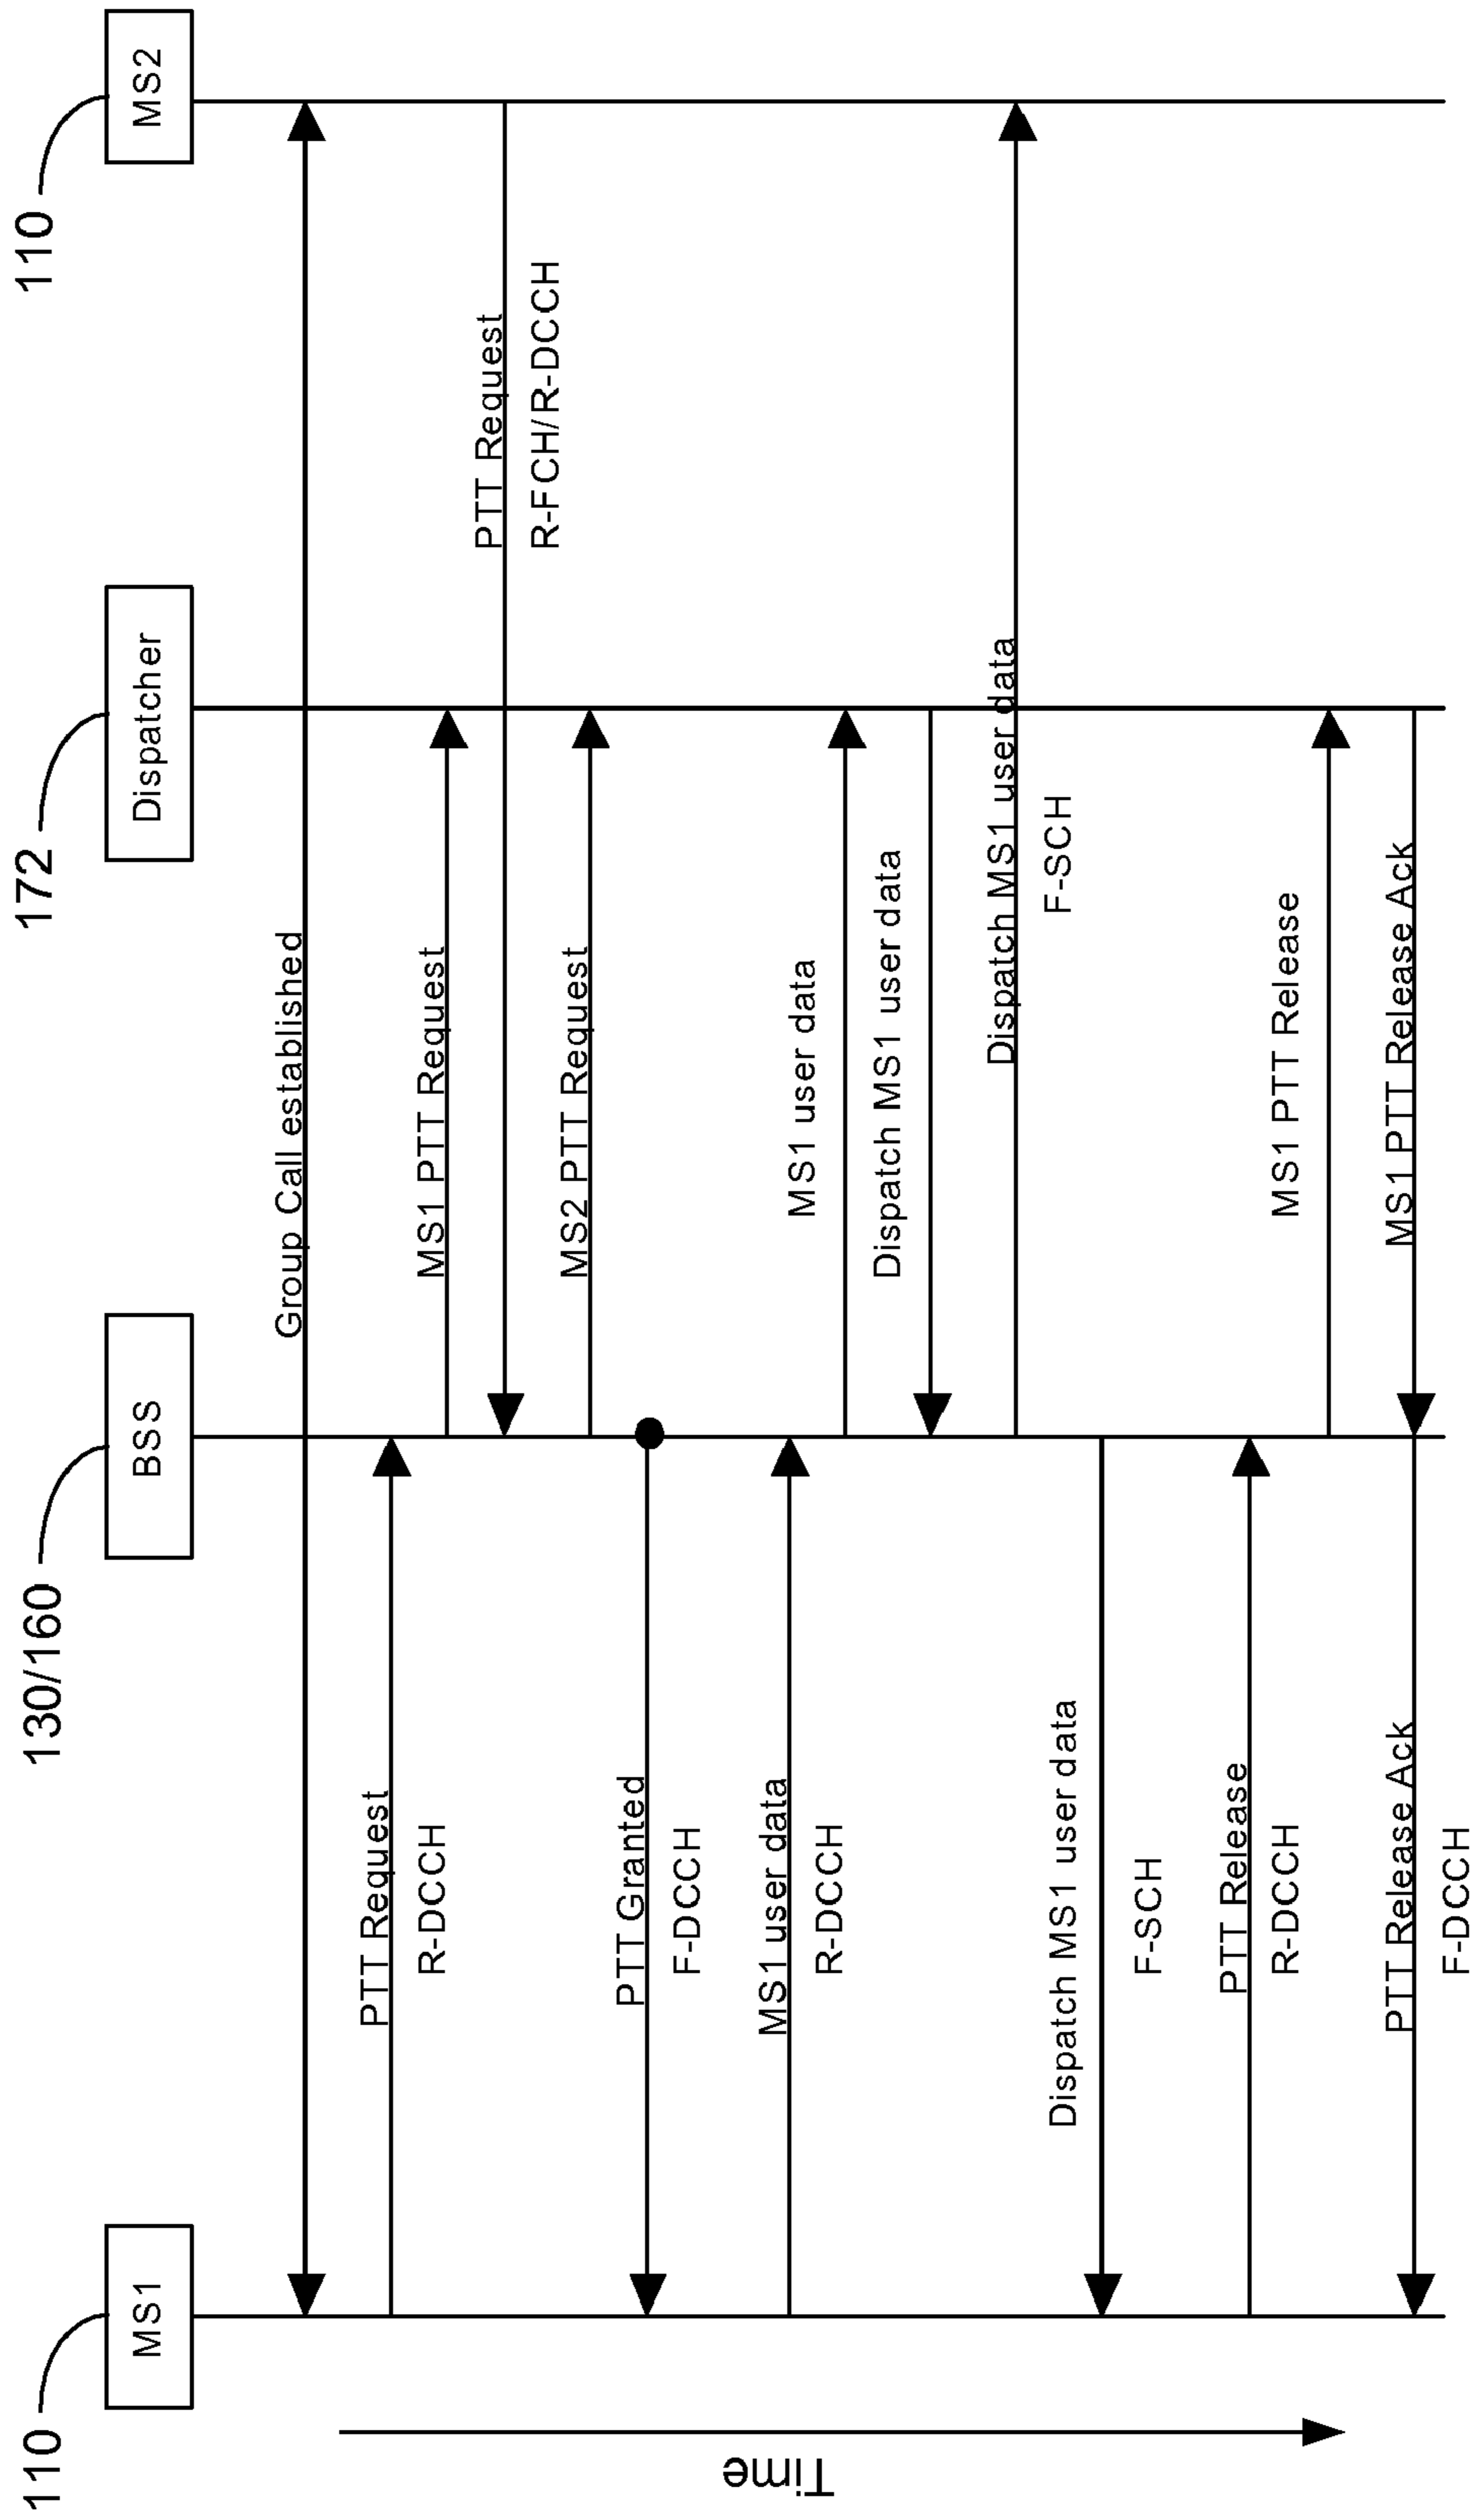 110
130/160
172
110
MS1
BSS
Dispatcher
MS2
Group Call established
PTT Request
R-DCCH
MS1 PTT Request
PTT Request
R-FCH/R-DCCH
MS2 PTT Request
PTT Granted
F-DCCH
MS1 user data
R-DCCH
MS1 user data
Dispatch MS1 user data
Dispatch MS1 user data
F-SCH
Dispatch MS1 user data
F-SCH
PTT Release
R-DCCH
MS1 PTT Release
MS1 PTT Release Ack
PTT Release Ack
F-DCCH
Time